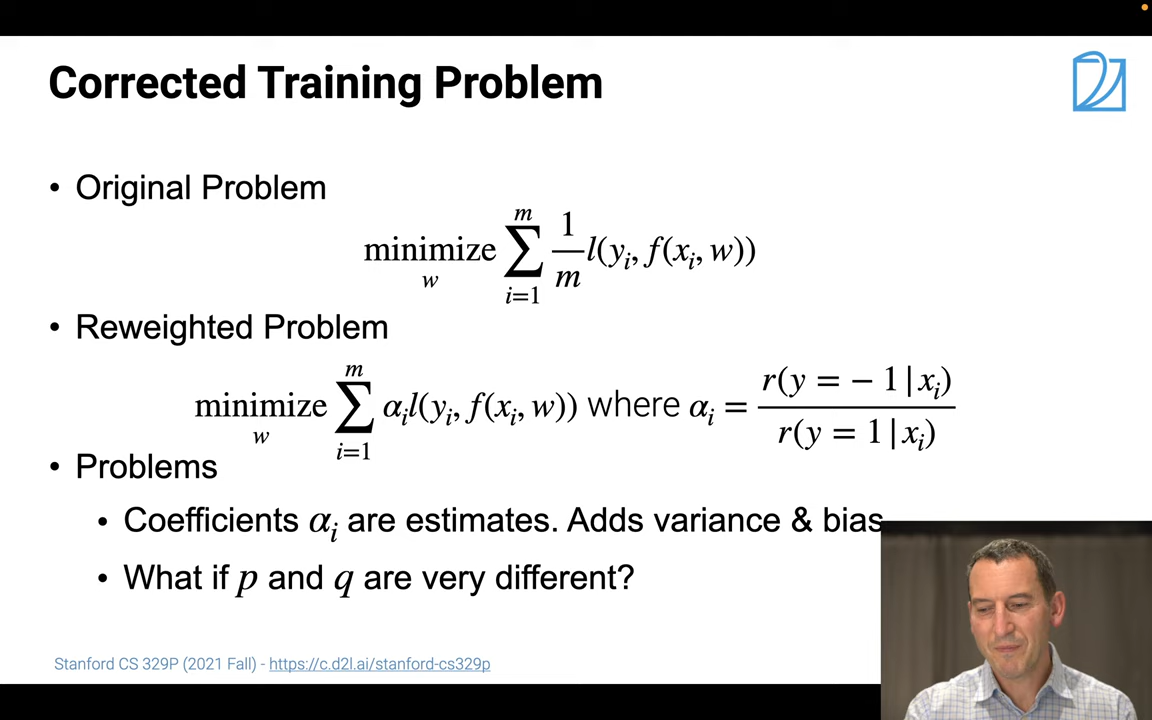 Corrected Training Problem
• Original Problem
minimize_w ∑_{i=1}^{m} \frac{1}{m} l(y_i, f(x_i, w))
• Reweighted Problem
minimize_w ∑_{i=1}^{m} α_i l(y_i, f(x_i, w)) where α_i = \frac{r(y = − 1 | x_i)}{r(y = 1 | x_i)}
• Problems
• Coefficients α_i are estimates. Adds variance & bias
• What if p and q are very different?
Stanford CS 329P (2021 Fall) - https://c.d2l.ai/stanford-cs329p